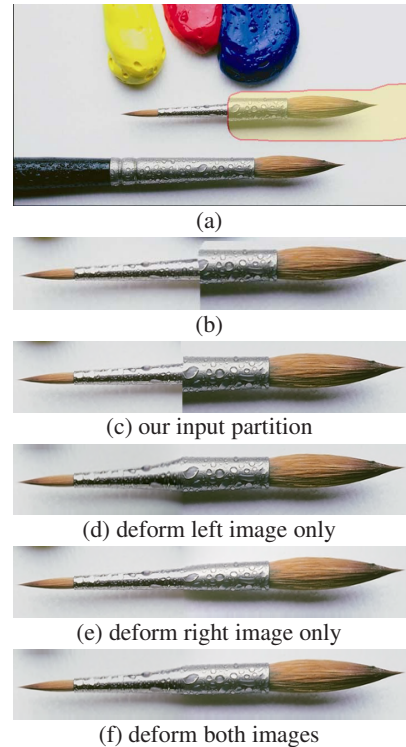 (a)
(b)
(c) our input partition
(d) deform left image only
(e) deform right image only
(f) deform both images